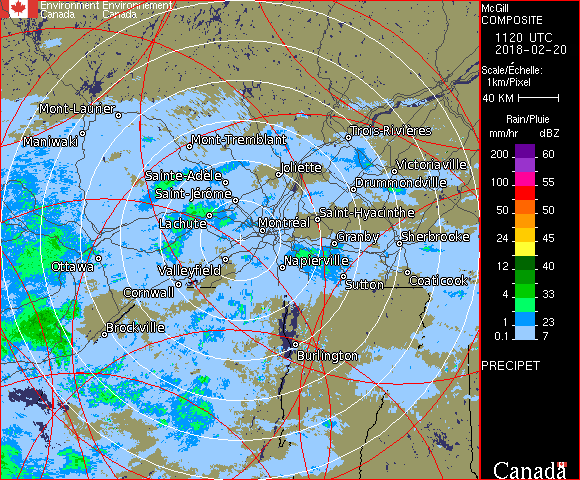 Environment Environnement
Canada Canada
McGill
COMPOSITE
1120 UTC
2018-02-20
Scale/Échelle:
1km/Pixel
40 KM
Rain/Pluie
mm/hr dBZ
200 60
100 55
50 50
24 45
12 40
4 33
1 23
0.1 7
PRECIPET
Canada
Mont-Laurier
Maniwaki
Mont-Tremblant
Trois-Rivières
Joliette
Victoriaville
Sainte-Adèle
Drummondville
Saint-Jérôme
Saint-Hyacinthe
Lachute
Montréal
Granby
Sherbrooke
Ottawa
Valleyfield
Napierville
Cornwall
Sutton
Coaticook
Brockville
Burlington